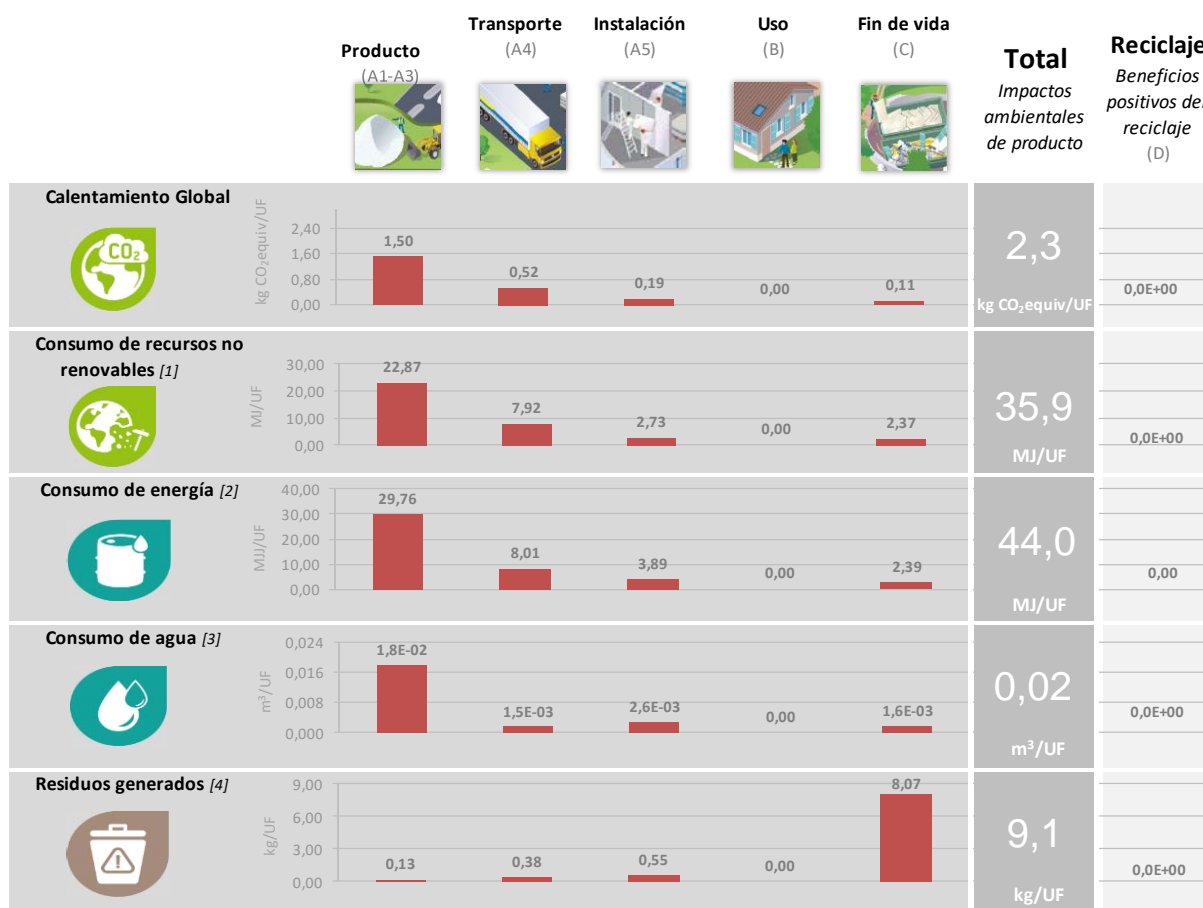 Producto
(A1-A3)
Transporte
(A4)
Instalación
(A5)
Uso
(B)
Fin de vida
(C)
Total
Impactos
ambientales
de producto
Reciclaje
Beneficios
positivos del
reciclaje
(D)
Calentamiento Global
CO₂
kg CO₂equiv/UF
2,40
1,60
0,80
0,00
1,50
0,52
0,19
0,00
0,11
2,3
kg CO₂equiv/UF
0,0E+00
Consumo de recursos no
renovables [1]
MJ/UF
30,00
20,00
10,00
0,00
22,87
7,92
2,73
0,00
2,37
35,9
MJ/UF
0,0E+00
Consumo de energía [2]
MJJ/UF
40,00
30,00
20,00
10,00
0,00
29,76
8,01
3,89
0,00
2,39
44,0
MJ/UF
0,00
Consumo de agua [3]
m³/UF
0,024
0,016
0,008
0,000
1,8E-02
1,5E-03
2,6E-03
0,00
1,6E-03
0,02
m³/UF
0,0E+00
Residuos generados [4]
kg/UF
9,00
6,00
3,00
0,00
0,13
0,38
0,55
0,00
8,07
9,1
kg/UF
0,0E+00